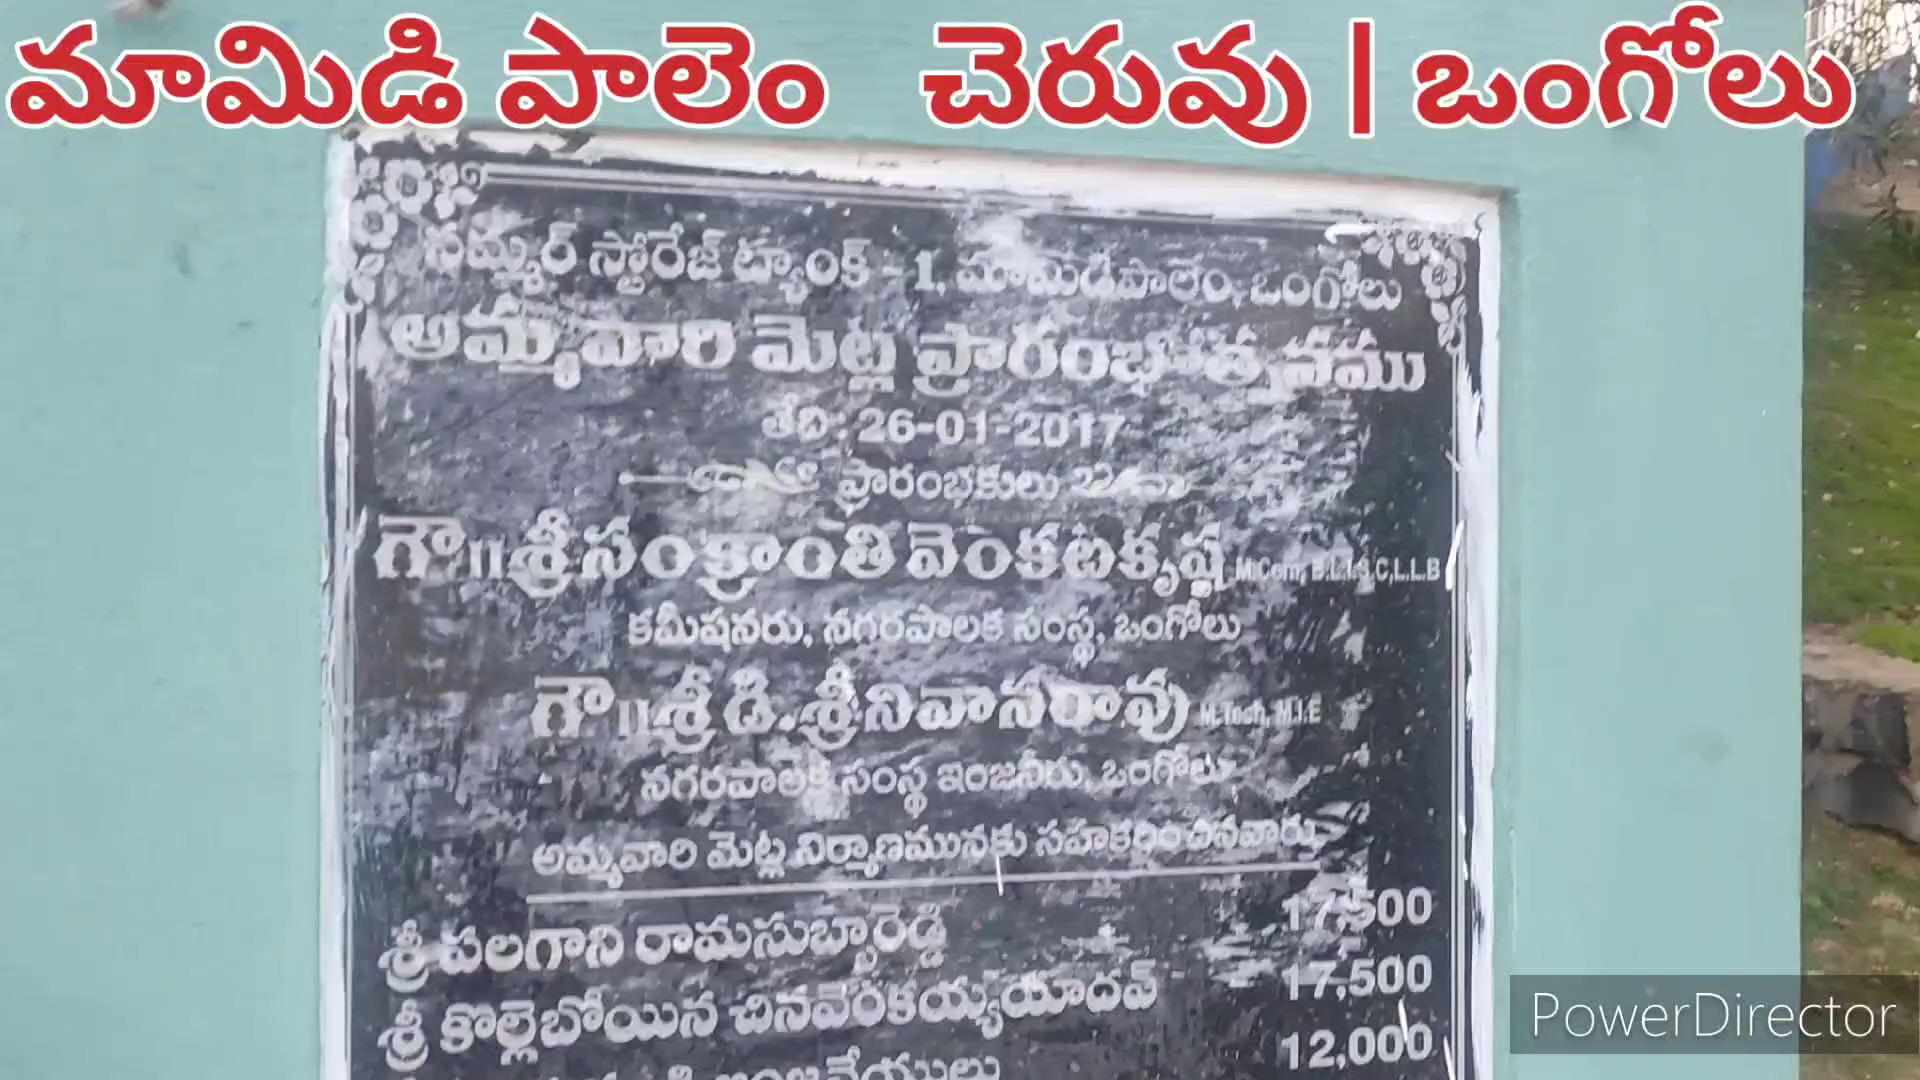 మామిడి పాలెం చెరువు | ఒంగోలు
సమ్మర్ స్టోరేజ్ ట్యాంక్ - 1, మామిడిపాలెం, ఒంగోలు
అమ్మవారి మెట్ల ప్రారంభోత్సవము
తేది: 26-01-2017
ప్రారంభకులు
గౌ|| శ్రీ సంక్రాంతి వెంకటకృష్ణ M.Com, B.L.I.S.C, L.L.B
కమీషనరు, నగరపాలక సంస్థ, ఒంగోలు
గౌ|| శ్రీ డి. శ్రీనివాసరావు M.Tech, M.I.E
నగరపాలక సంస్థ ఇంజనీరు, ఒంగోలు
అమ్మవారి మెట్ల నిర్మాణమునకు సహకరించినవారు
శ్రీ పలగాని రామసుబ్బారెడ్డి 17,500
శ్రీ కొల్లెబోయిన చినవెంకయ్యయాదవ్ - 17,500
12,000
PowerDirector